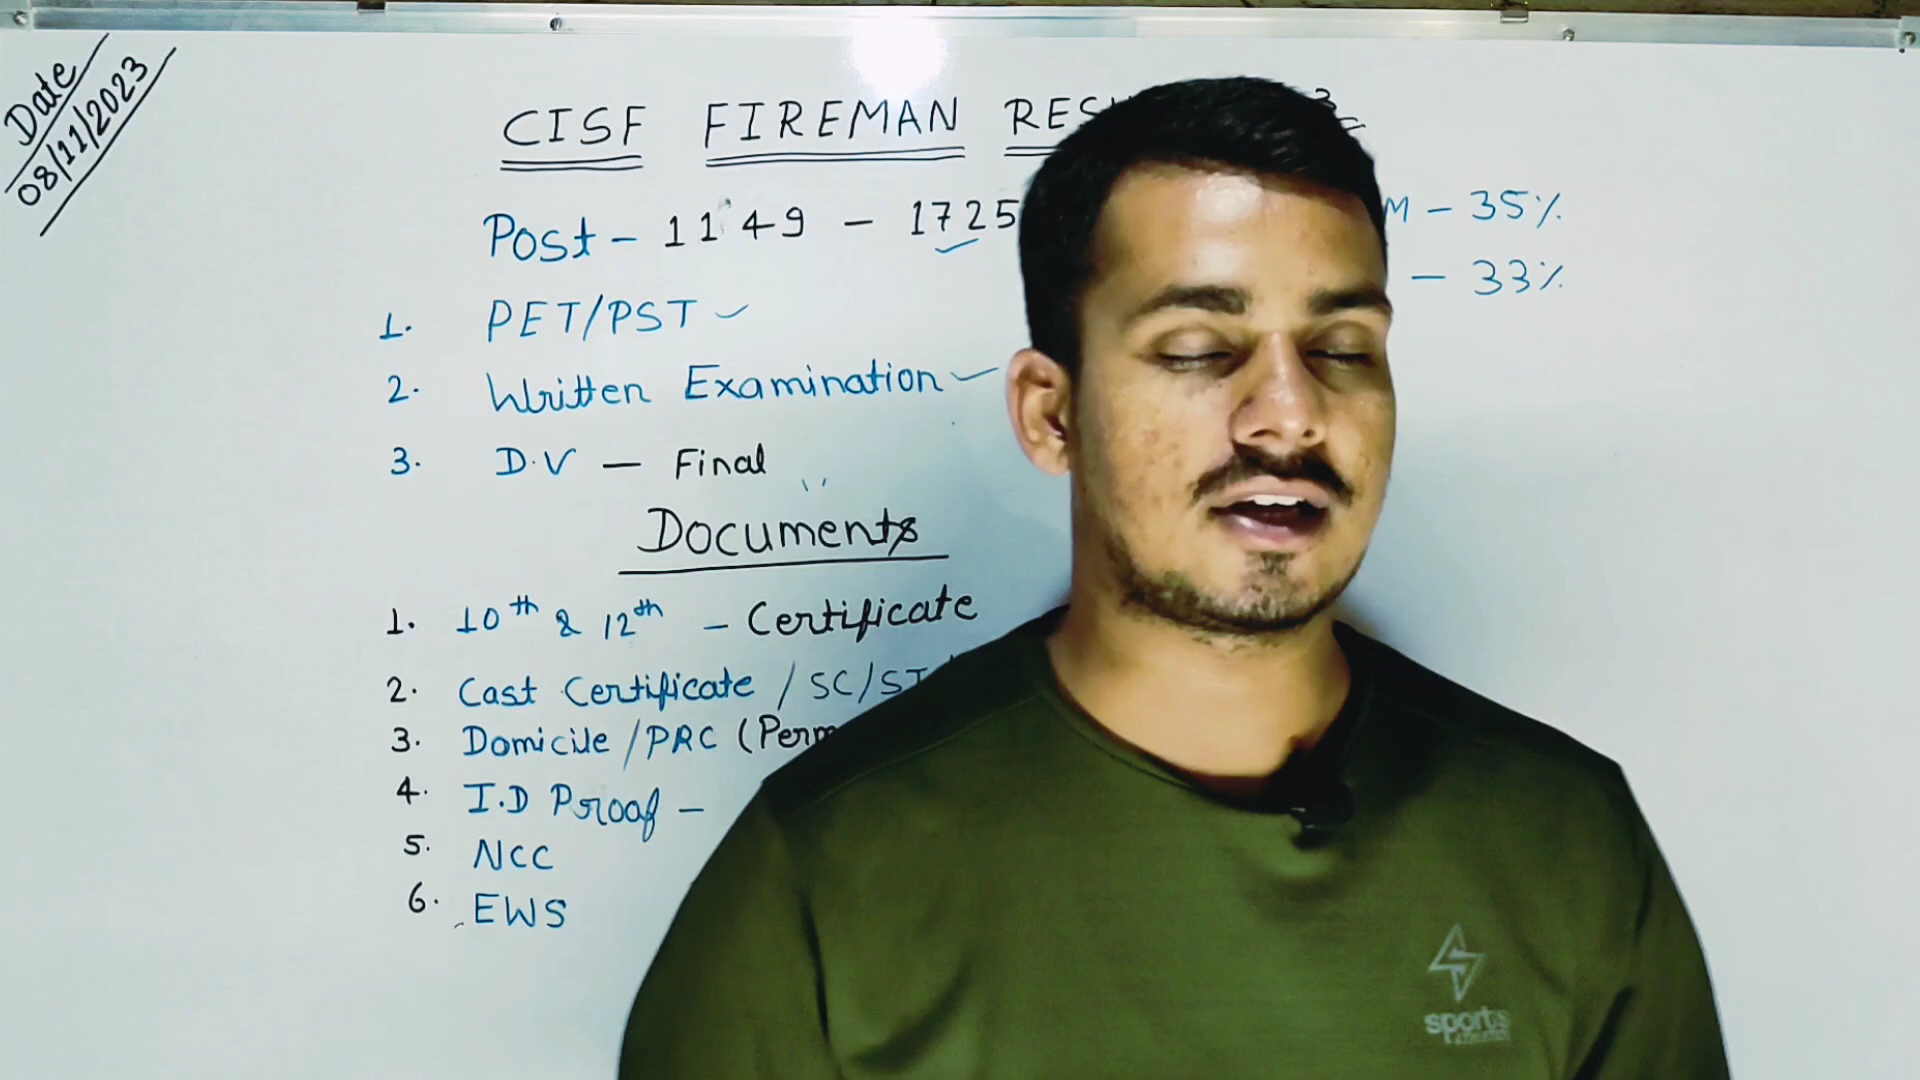 Date
08/11/2023
CISF FIREMAN RES
Post - 1149 - 1725
M - 35%
- 33%
1. PET/PST
2. Written Examination
3. D.V - Final
Documents
1. 10th & 12th - Certificate
2. Cast Certificate / SC/ST
3. Domicile /PRC (Perm
4. I.D Proof -
5. NCC
6. EWS
sports